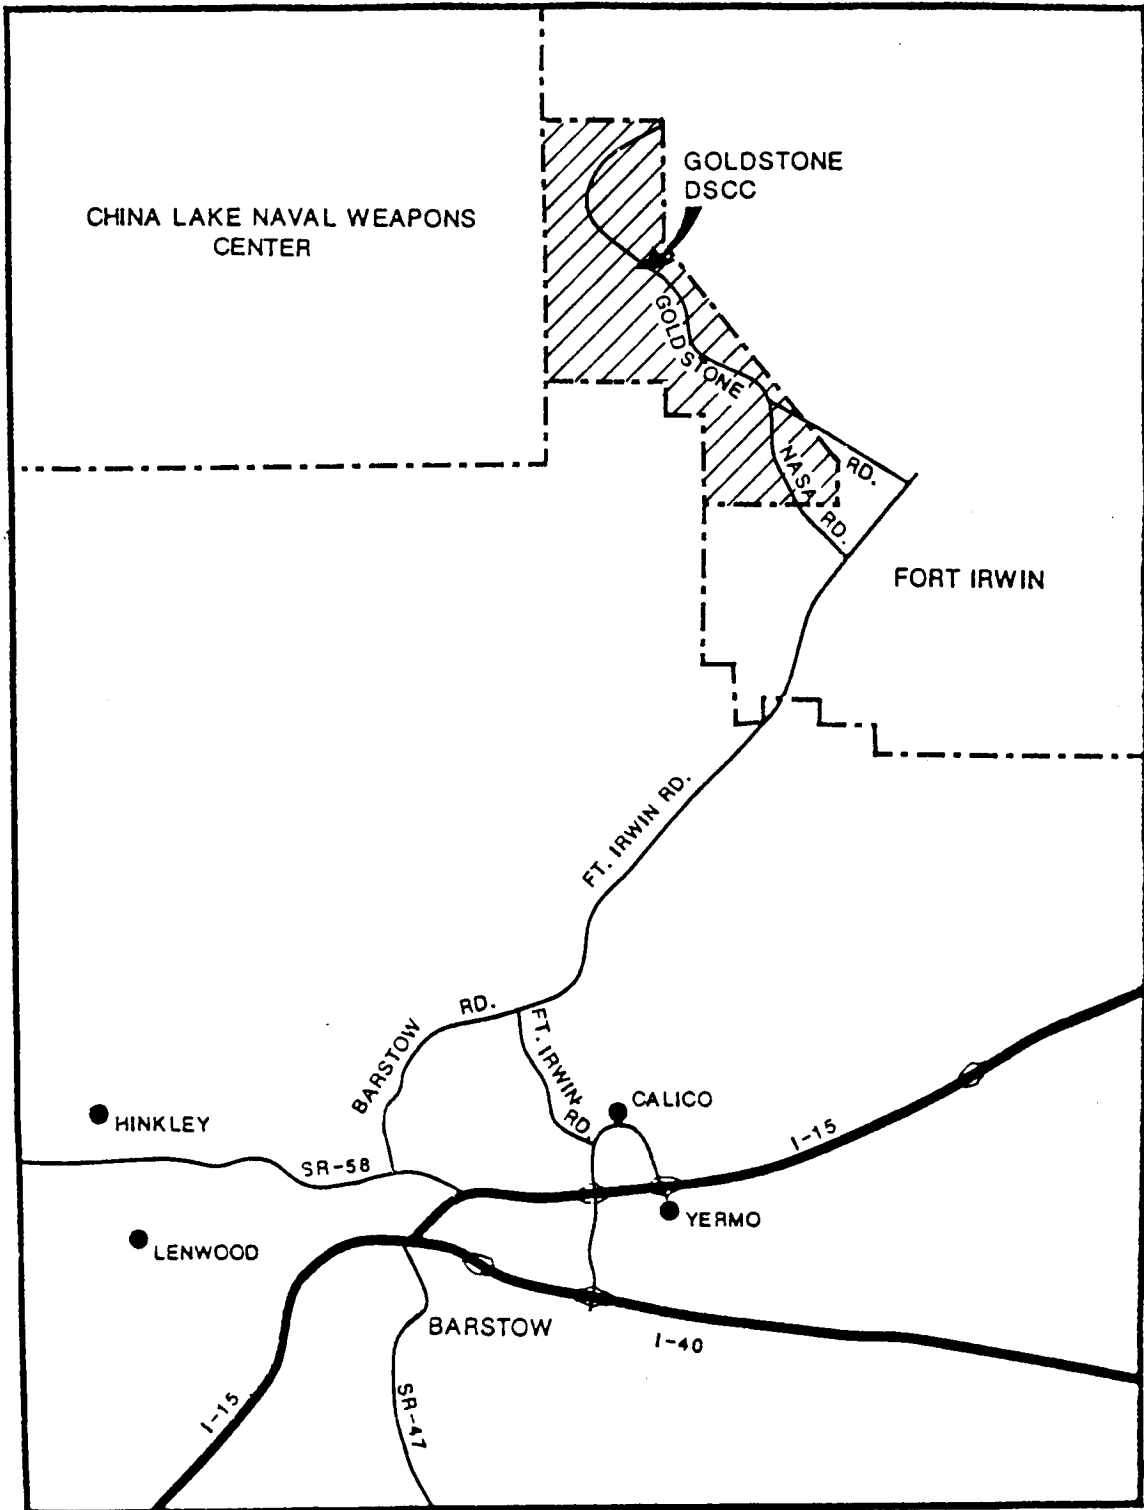 GOLDSTONE
DSCC
CHINA LAKE NAVAL WEAPONS
CENTER
GOLDSTONE
RD.
NASA RD.
FORT IRWIN
FT. IRWIN RD.
BARSTOW RD.
FT. IRWIN RD.
CALICO
HINKLEY
I-15
SR-58
YERMO
LENWOOD
BARSTOW
I-40
I-15
SR-47